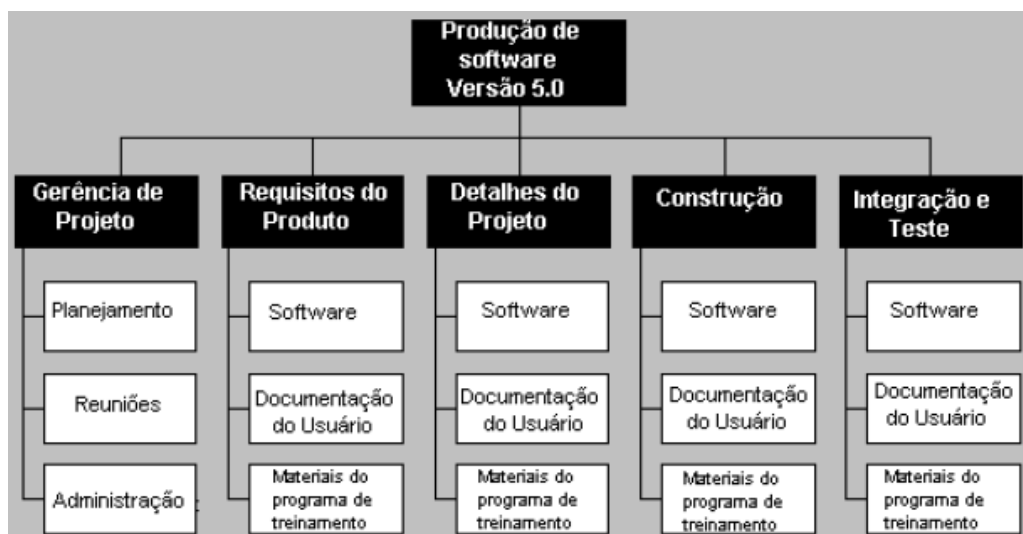 Produção de
software
Versão 5.0
Gerência de
Projeto
Requisitos do
Produto
Detalhes do
Projeto
Construção
Integração e
Teste
Planejamento
Software
Software
Software
Software
Reuniões
Documentação
do Usuário
Documentação
do Usuário
Documentação
do Usuário
Documentação
do Usuário
Administração
Materiais do
programa de
treinamento
Materiais do
programa de
treinamento
Materiais do
programa de
treinamento
Materiais do
programa de
treinamento